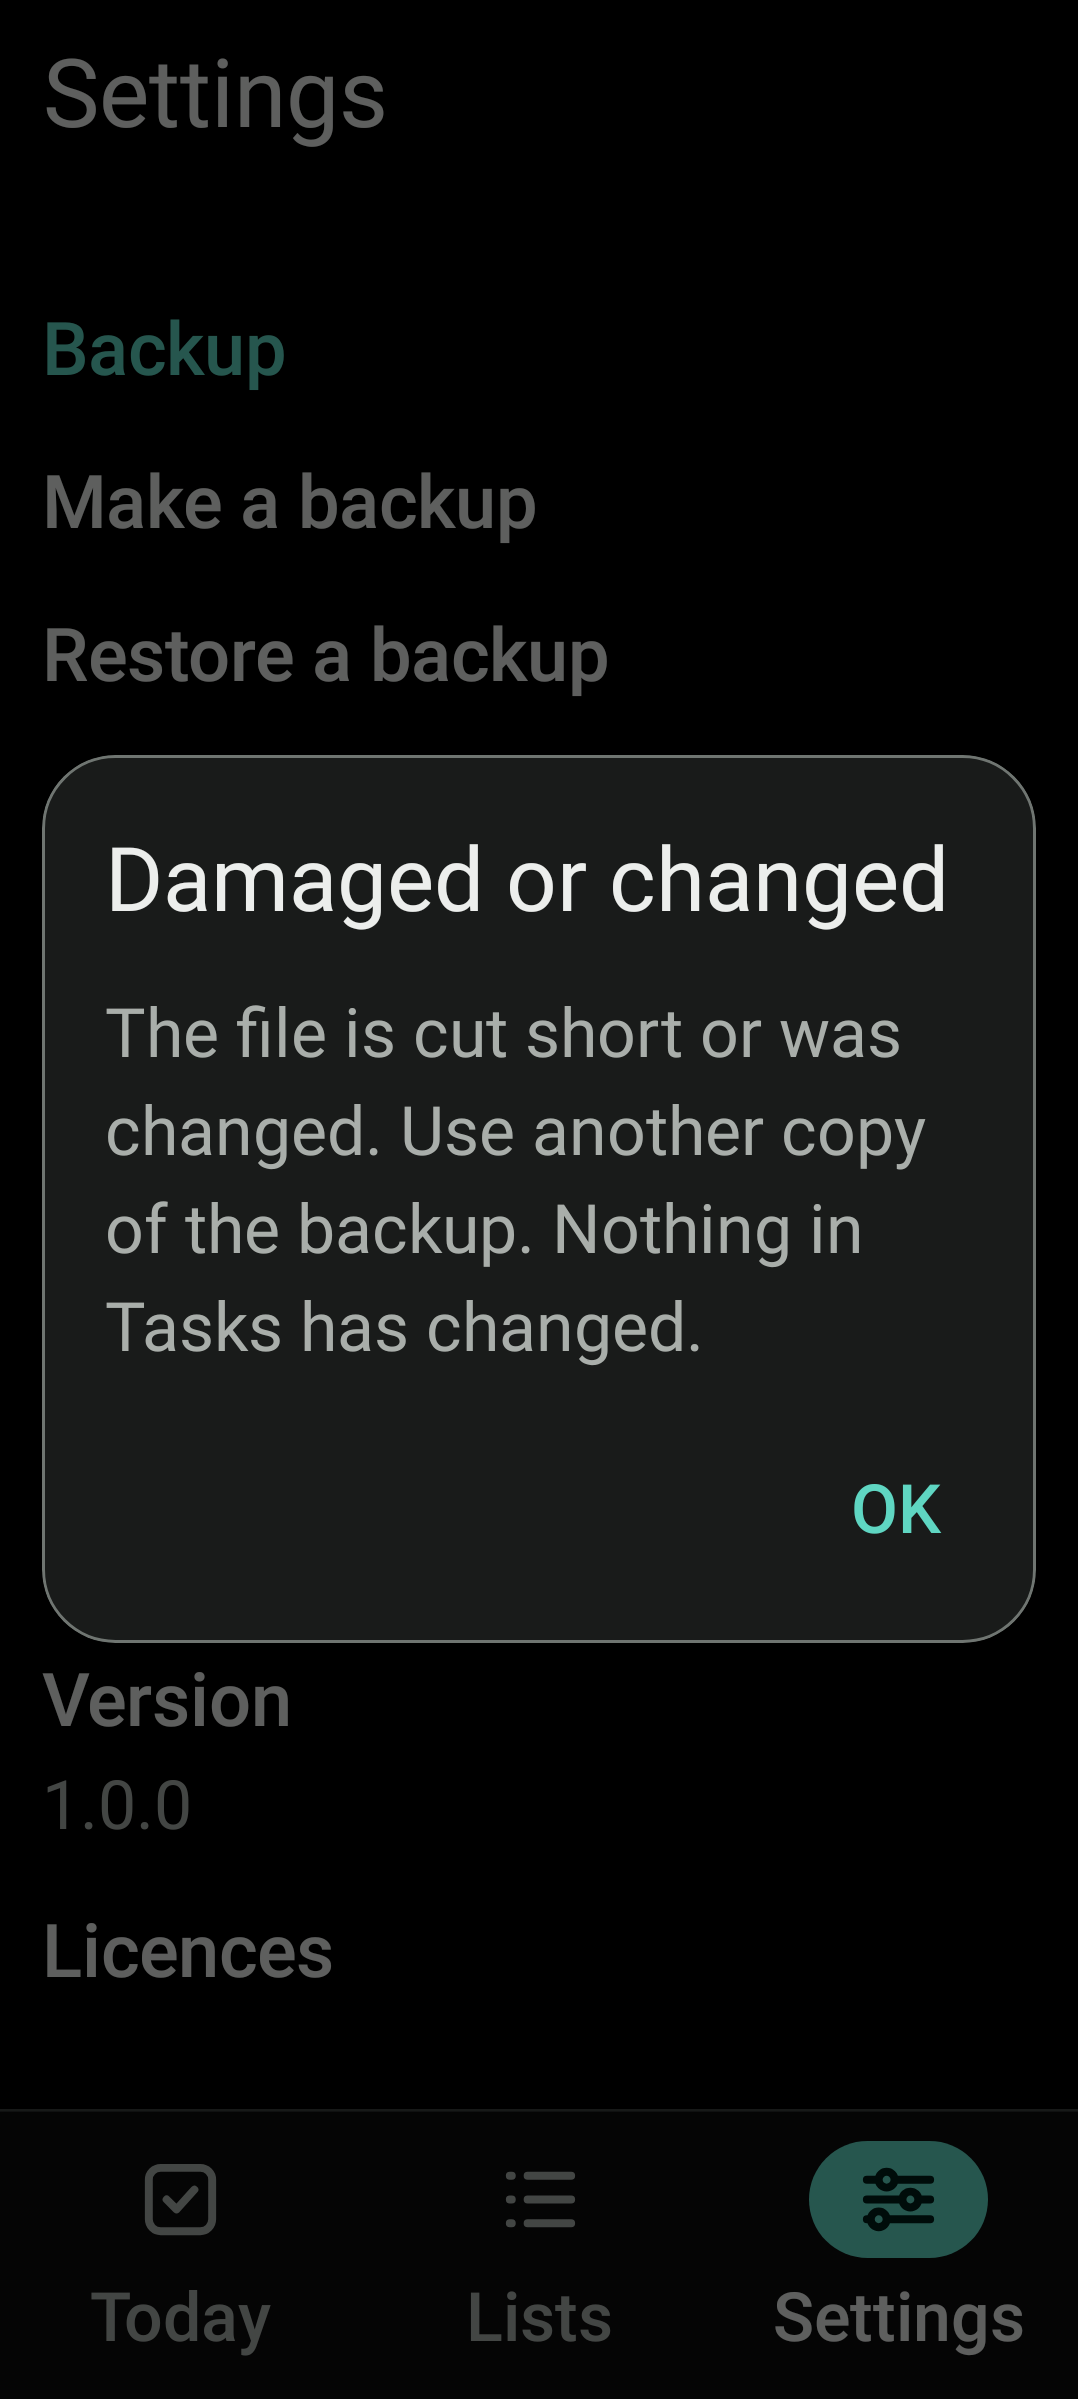 Settings
Backup
Make a backup
Restore a backup
Damaged or changed
The file is cut short or was
changed. Use another copy
of the backup. Nothing in
Tasks has changed.
OK
Version
1.0.0
Licences
Today
Lists
Settings